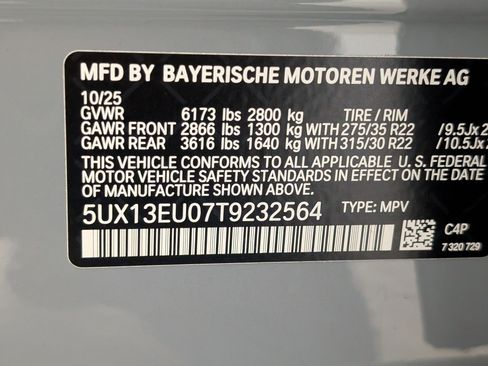 MFD BY BAYERISCHE MOTOREN WERKE AG
10/25
GVWR 6173 lbs 2800 kg TIRE / RIM
GAWR FRONT 2866 lbs 1300 kg WITH 275/35 R22 /9.5Jx2
GAWR REAR 3616 lbs 1640 kg WITH 315/30 R22 /10.5Jx
THIS VEHICLE CONFORMS TO ALL APPLICABLE U.S. FEDERAL
MOTOR VEHICLE SAFETY STANDARDS IN EFFECT ON THE DATE OF
MANUFACTURE SHOWN ABOVE.
5UX13EU07T9232564 TYPE: MPV
C4P
7 320 729